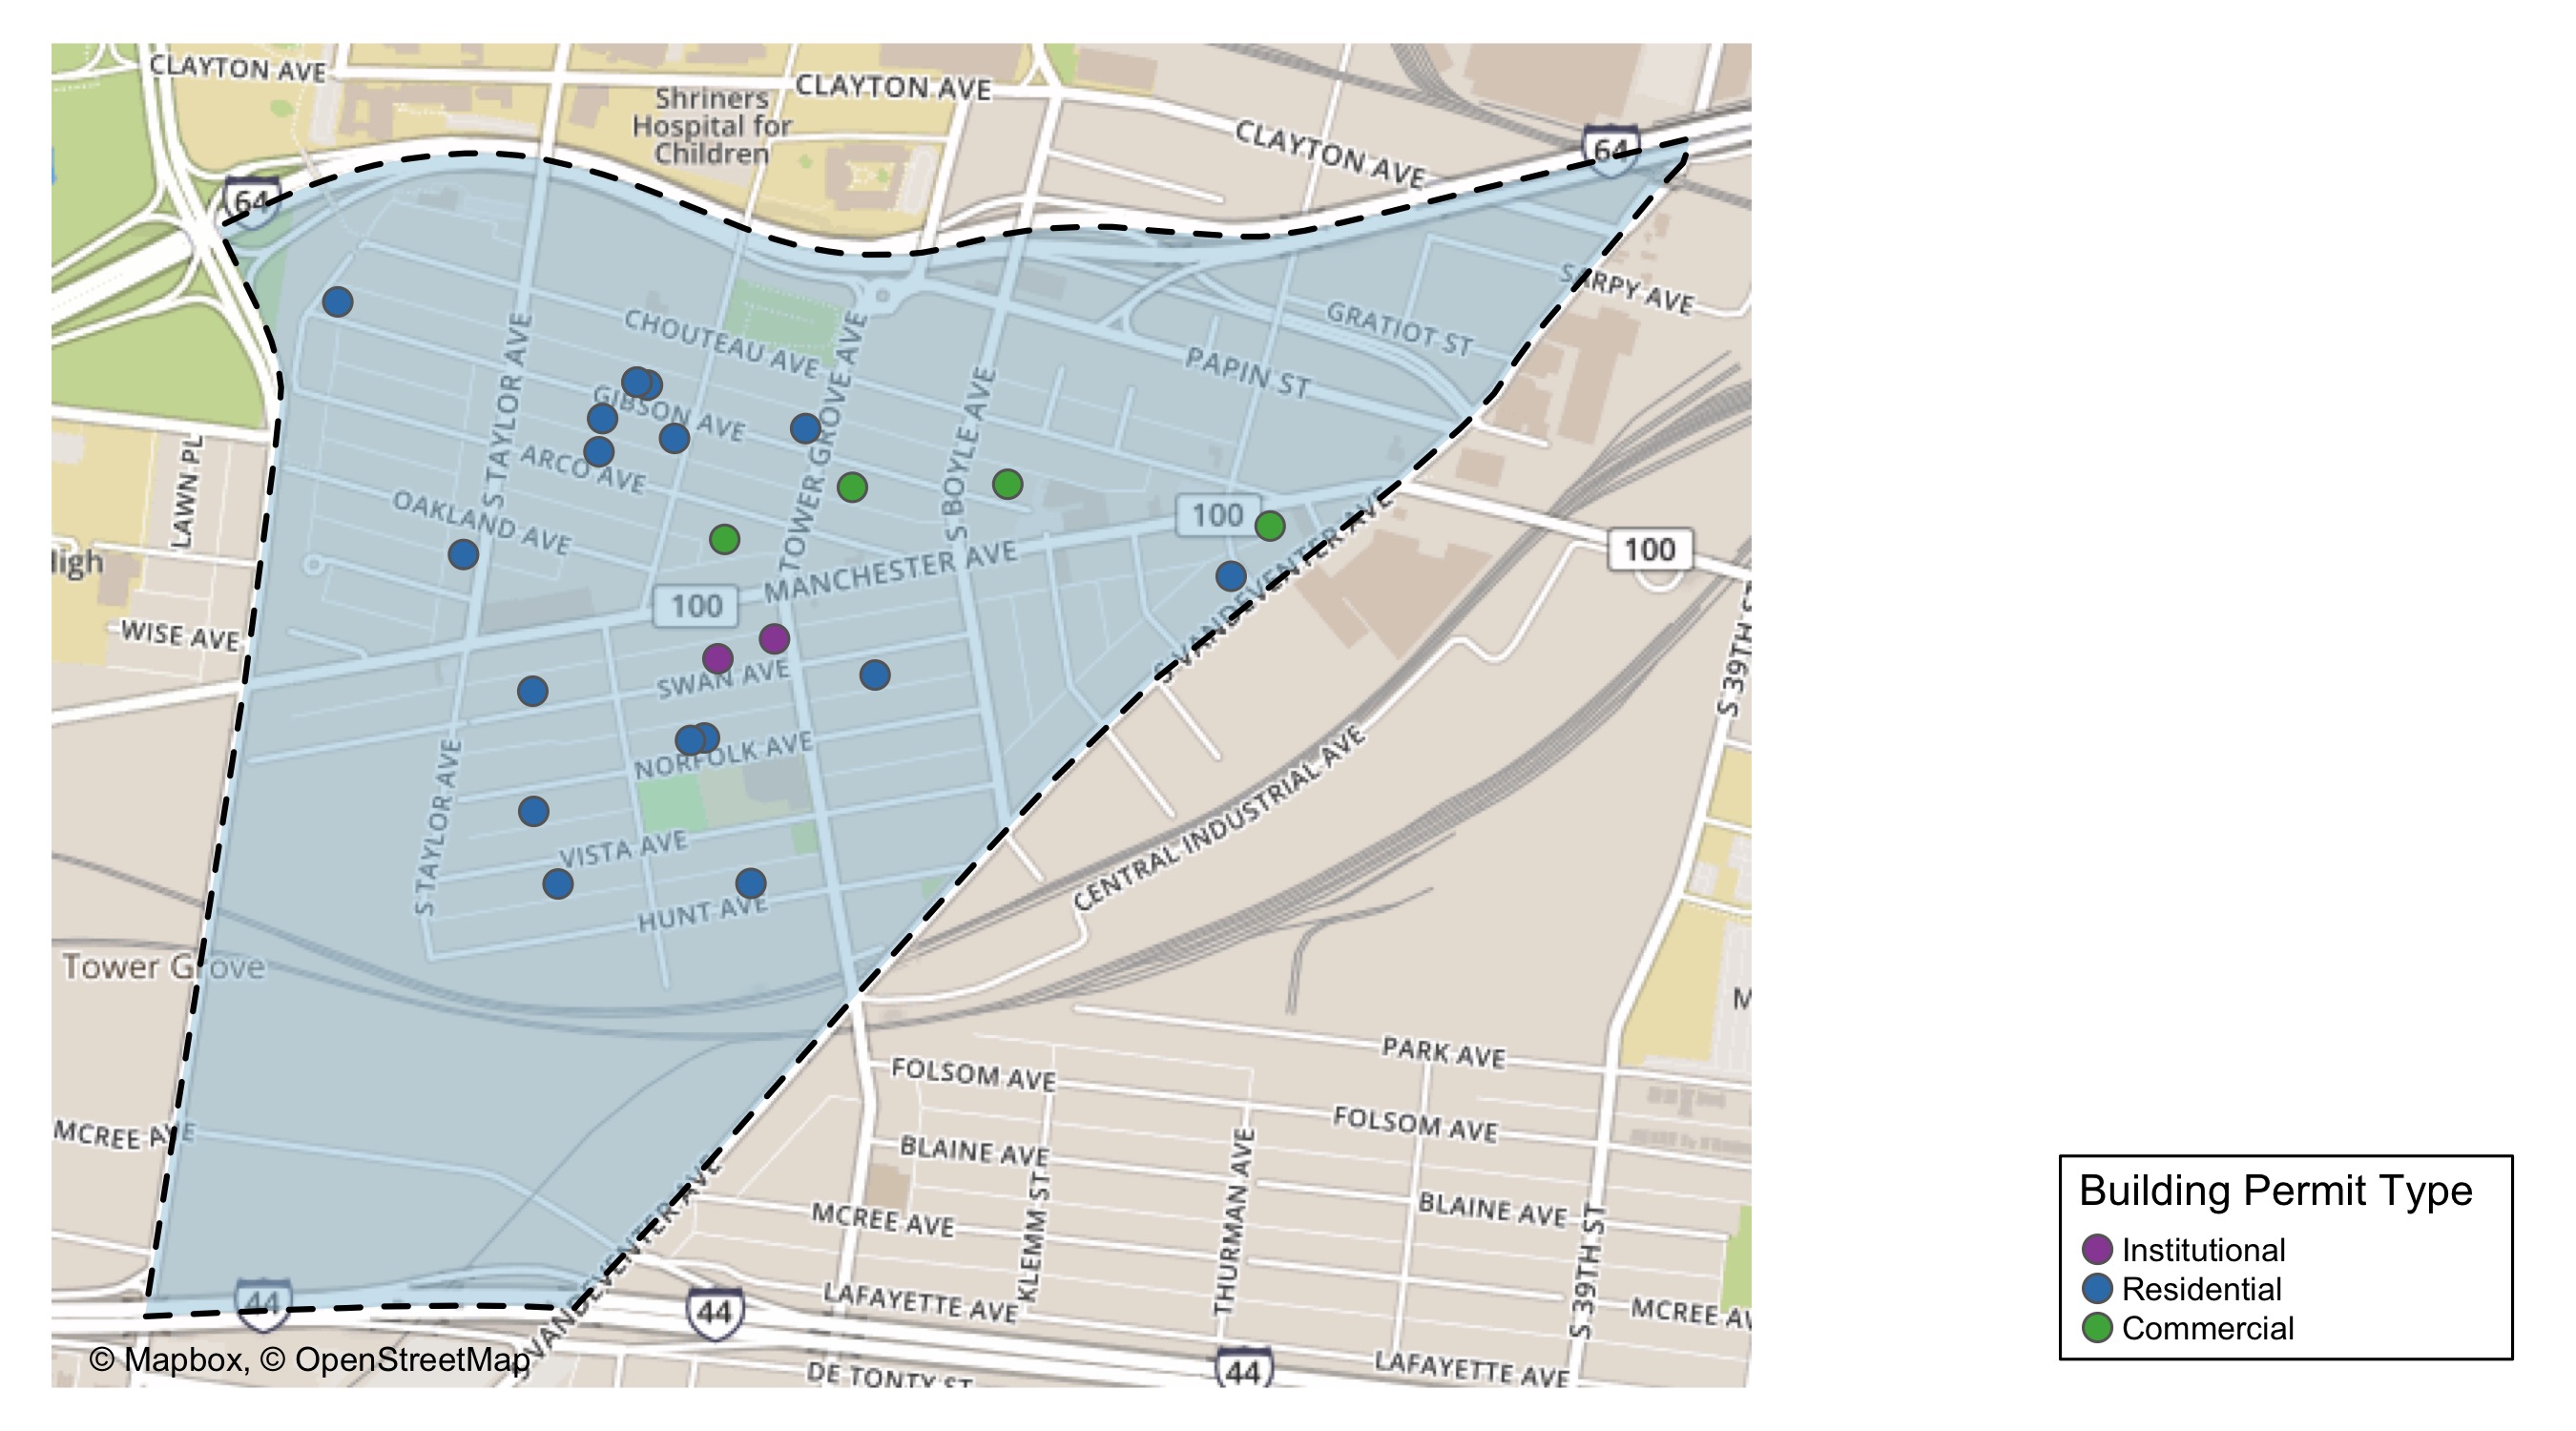 CLAYTON AVE
CLAYTON AVE
Shriners
Hospital for
Children
CLAYTON AVE
64
64
SARPY AVE
GRATIOT ST
CHOUTEAU AVE
PAPIN ST
GIBSON AVE
S TAYLOR AVE
TOWER GROVE AVE
S BOYLE AVE
ARCO AVE
LAWN PL
OAKLAND AVE
100
100
MANCHESTER AVE
S VANDEVENTER AVE
100
WISE AVE
SWAN AVE
S 39TH ST
NORFOLK AVE
S TAYLOR AVE
VISTA AVE
CENTRAL INDUSTRIAL AVE
HUNT AVE
Tower Grove
PARK AVE
FOLSOM AVE
FOLSOM AVE
MCREE AVE
BLAINE AVE
KLEMM ST
THURMAN AVE
BLAINE AVE
MCREE AVE
S 39TH ST
S VANDEVENTER AVE
44
44
LAFAYETTE AVE
MCREE AV
44
LAFAYETTE AVE
DE TONTY ST
© Mapbox, © OpenStreetMap
Building Permit Type
Institutional
Residential
Commercial